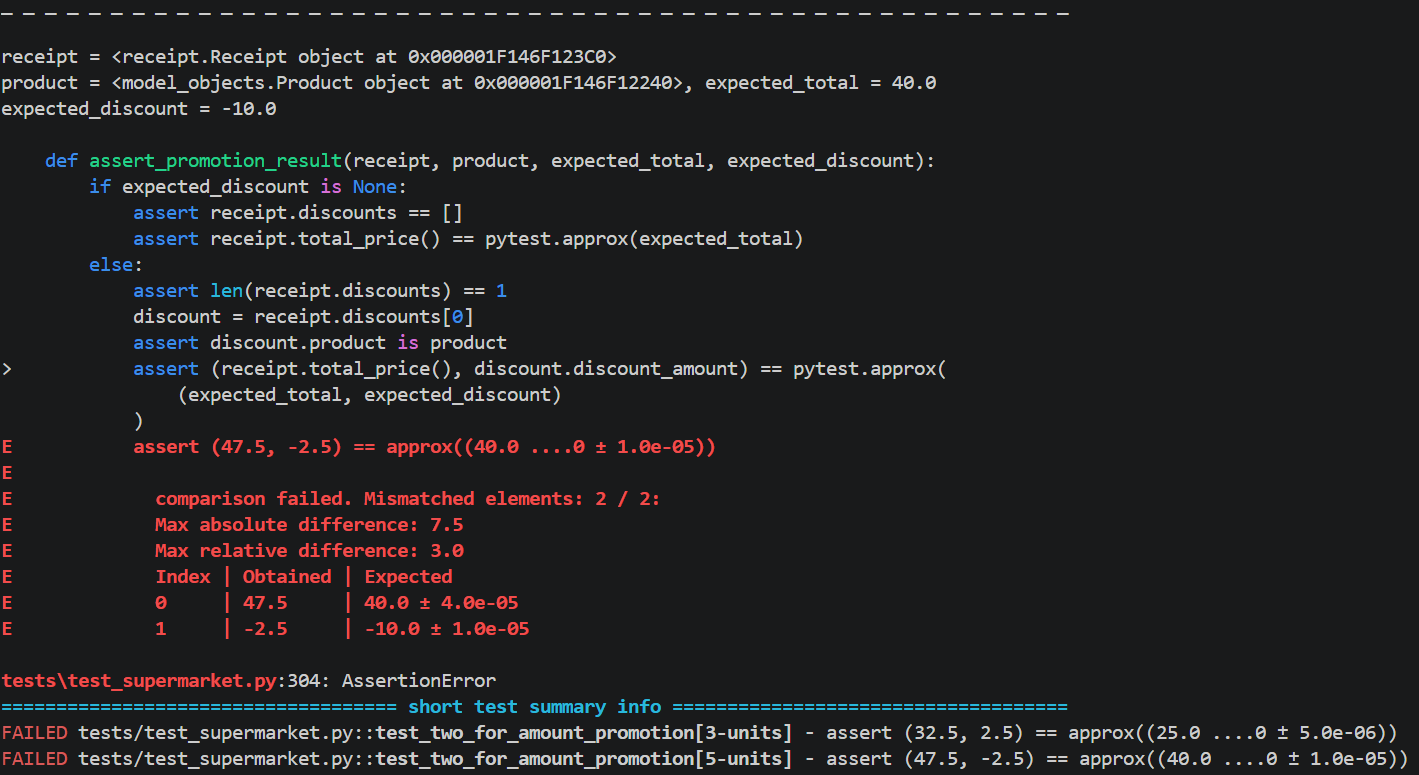 _ _ _ _ _ _ _ _ _ _ _ _ _ _ _ _ _ _ _ _ _ _ _ _ _ _ _ _ _ _ _ _ _ _ _ _ _ _ _ _ _ _ _ _ _ _ _ _ _
receipt = <receipt.Receipt object at 0x000001F146F123C0>
product = <model_objects.Product object at 0x000001F146F12240>, expected_total = 40.0
expected_discount = -10.0
    def assert_promotion_result(receipt, product, expected_total, expected_discount):
        if expected_discount is None:
            assert receipt.discounts == []
            assert receipt.total_price() == pytest.approx(expected_total)
        else:
            assert len(receipt.discounts) == 1
            discount = receipt.discounts[0]
            assert discount.product is product
>           assert (receipt.total_price(), discount.discount_amount) == pytest.approx(
                (expected_total, expected_discount)
            )
E           assert (47.5, -2.5) == approx((40.0 ....0 ± 1.0e-05))
E
E             comparison failed. Mismatched elements: 2 / 2:
E             Max absolute difference: 7.5
E             Max relative difference: 3.0
E             Index | Obtained | Expected
E             0     | 47.5     | 40.0 ± 4.0e-05
E             1     | -2.5     | -10.0 ± 1.0e-05
tests\test_supermarket.py:304: AssertionError
==================================== short test summary info =====================================
FAILED tests/test_supermarket.py::test_two_for_amount_promotion[3-units] - assert (32.5, 2.5) == approx((25.0 ....0 ± 5.0e-06))
FAILED tests/test_supermarket.py::test_two_for_amount_promotion[5-units] - assert (47.5, -2.5) == approx((40.0 ....0 ± 1.0e-05))